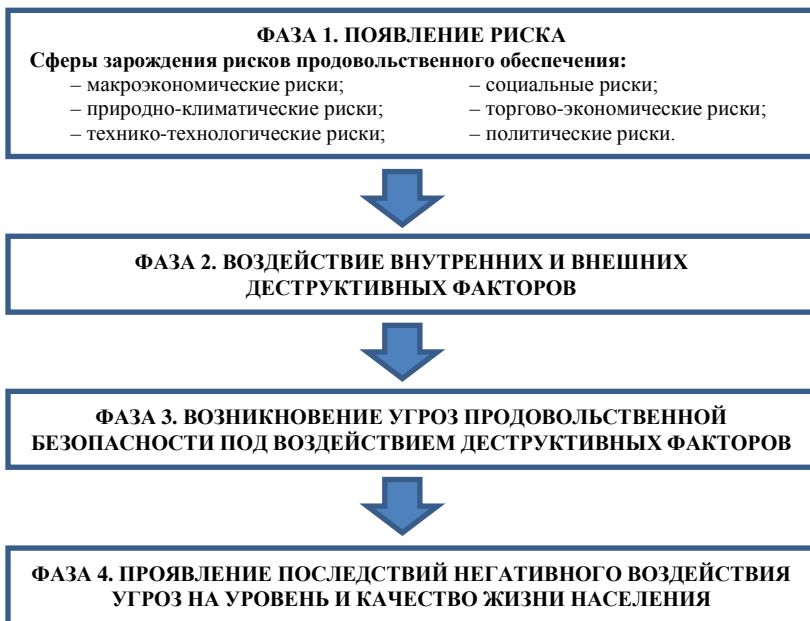 ФАЗА 1. ПОЯВЛЕНИЕ РИСКА
Сферы зарождения рисков продовольственного обеспечения:
– макроэкономические риски;
– природно-климатические риски;
– технико-технологические риски;
– социальные риски;
– торгово-экономические риски;
– политические риски.
ФАЗА 2. ВОЗДЕЙСТВИЕ ВНУТРЕННИХ И ВНЕШНИХ
ДЕСТРУКТИВНЫХ ФАКТОРОВ
ФАЗА 3. ВОЗНИКНОВЕНИЕ УГРОЗ ПРОДОВОЛЬСТВЕННОЙ
БЕЗОПАСНОСТИ ПОД ВОЗДЕЙСТВИЕМ ДЕСТРУКТИВНЫХ ФАКТОРОВ
ФАЗА 4. ПРОЯВЛЕНИЕ ПОСЛЕДСТВИЙ НЕГАТИВНОГО ВОЗДЕЙСТВИЯ
УГРОЗ НА УРОВЕНЬ И КАЧЕСТВО ЖИЗНИ НАСЕЛЕНИЯ